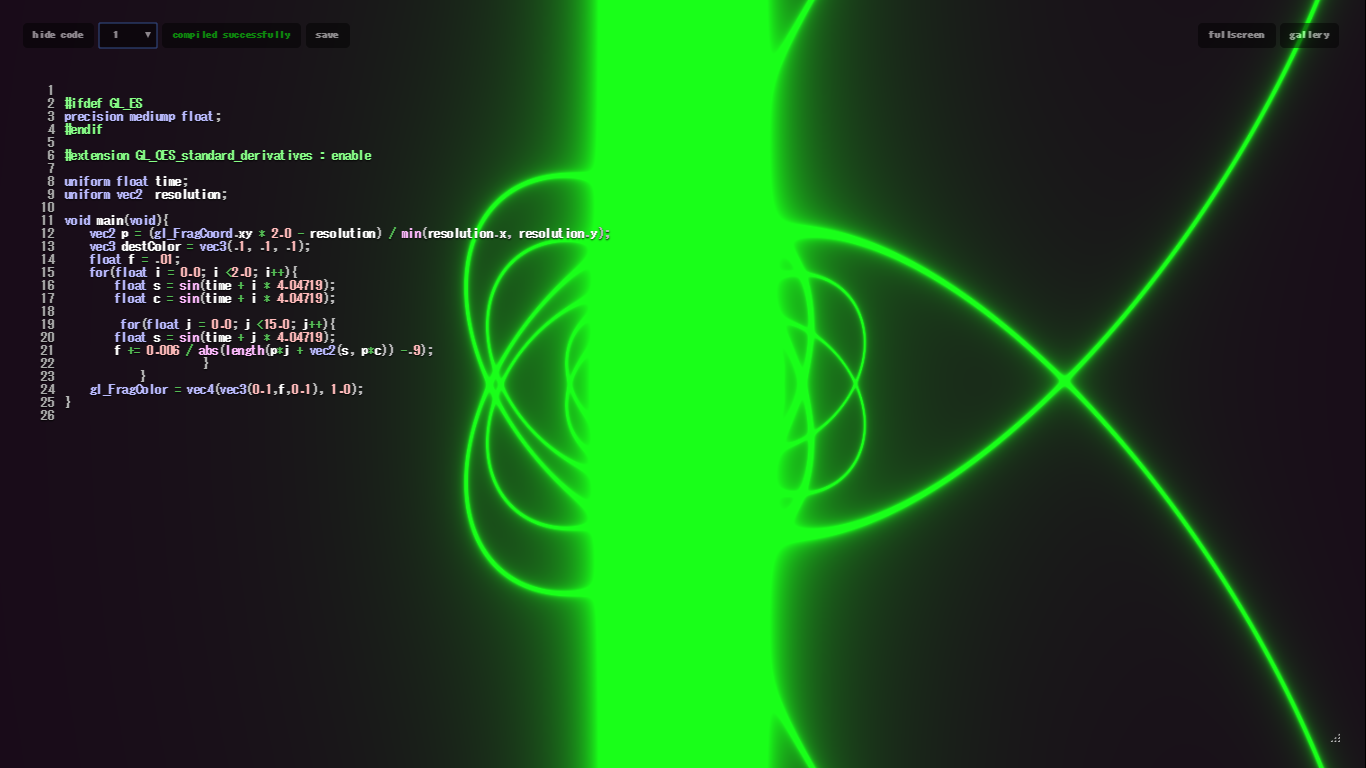 hide code 1 ▼ compiled successfully save fullscreen gallery
1
2 #ifdef GL_ES
3 precision mediump float;
4 #endif
5
6 #extension GL_OES_standard_derivatives : enable
7
8 uniform float time;
9 uniform vec2  resolution;
10
11 void main(void){
12     vec2 p = (gl_FragCoord.xy * 2.0 - resolution) / min(resolution.x, resolution.y);
13     vec3 destColor = vec3(.1, .1, .1);
14     float f = .01;
15     for(float i = 0.0; i <2.0; i++){
16         float s = sin(time + i * 4.04719);
17         float c = sin(time + i * 4.04719);
18
19          for(float j = 0.0; j <15.0; j++){
20         float s = sin(time + j * 4.04719);
21         f += 0.006 / abs(length(p*j + vec2(s, p*c)) -.9);
22                       }
23             }
24     gl_FragColor = vec4(vec3(0.1,f,0.1), 1.0);
25 }
26